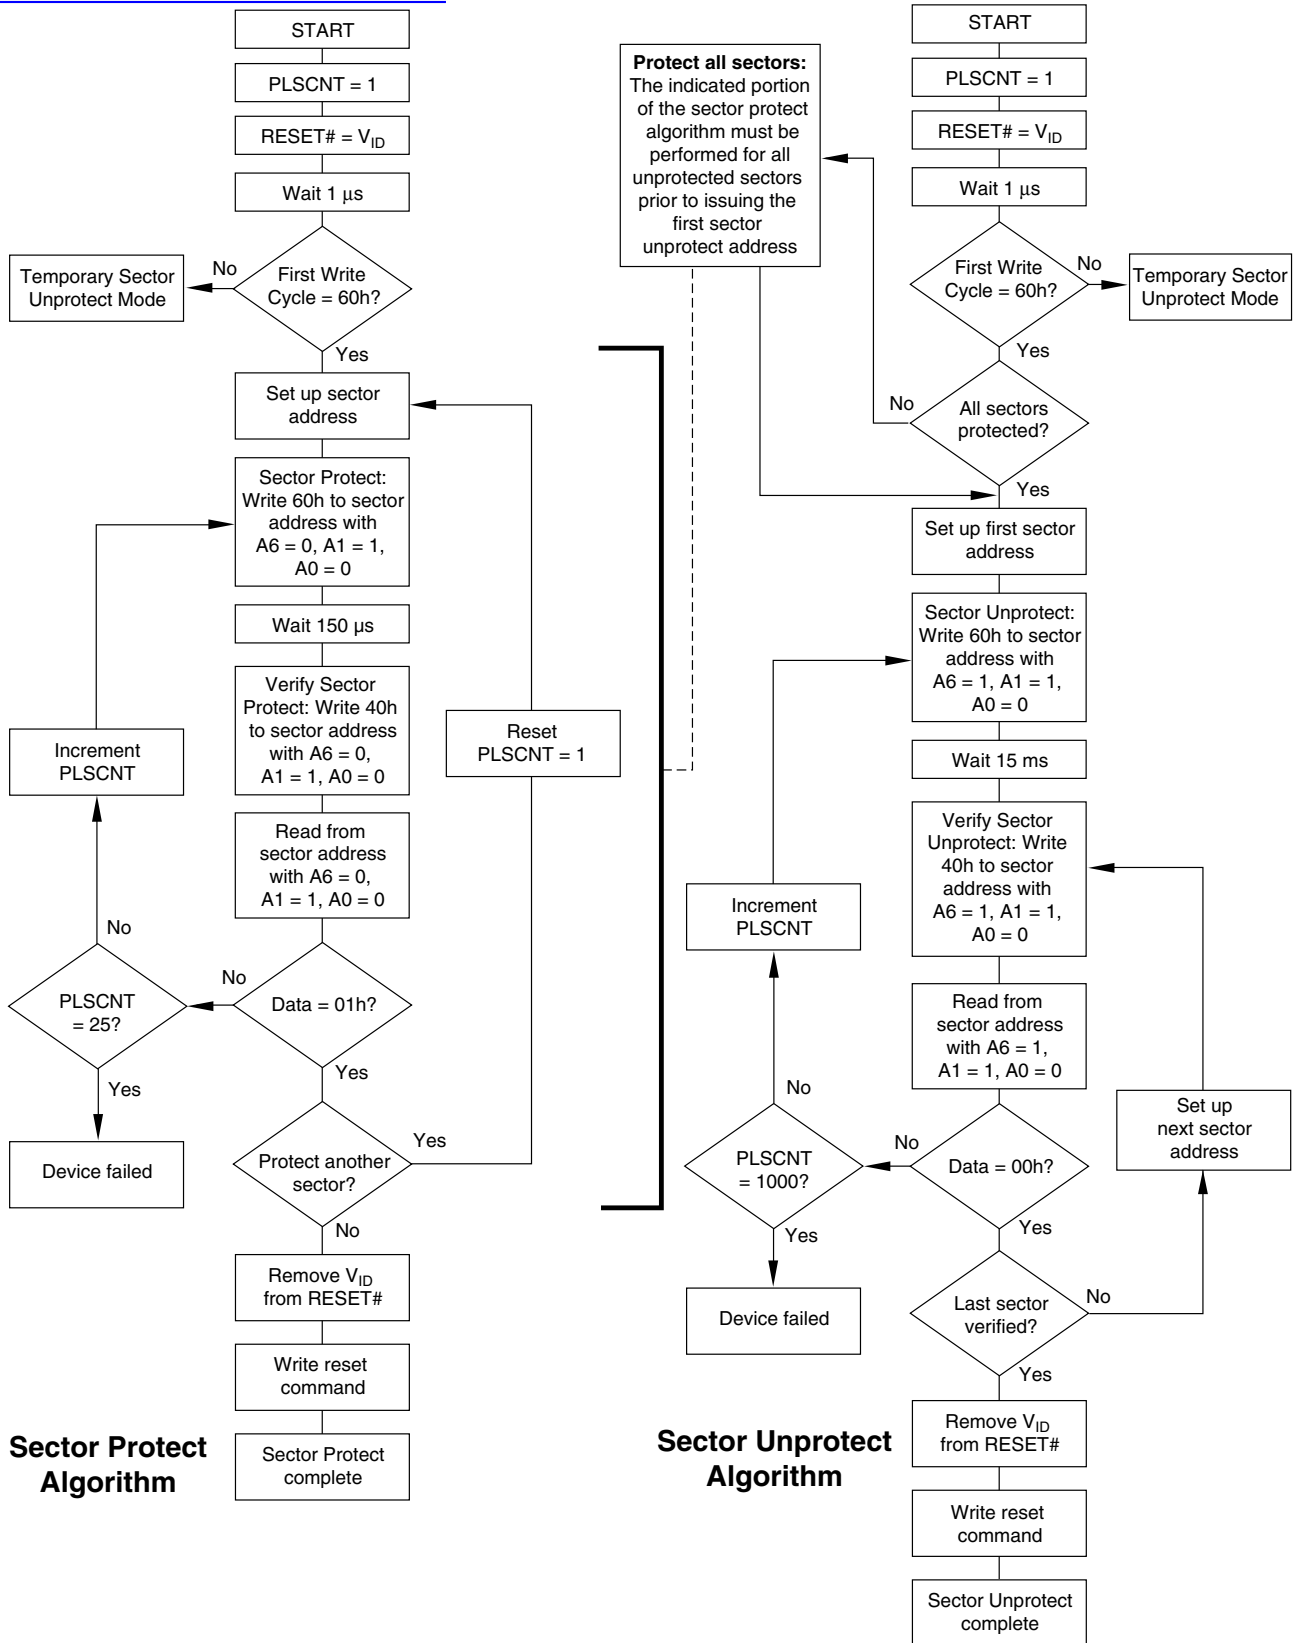 START
PLSCNT = 1
RESET# = VID
Wait 1 μs
First Write
Cycle = 60h?
No
Temporary Sector
Unprotect Mode
Yes
Set up sector
address
Sector Protect:
Write 60h to sector
address with
A6 = 0, A1 = 1,
A0 = 0
Wait 150 µs
Verify Sector
Protect: Write 40h
to sector address
with A6 = 0,
A1 = 1, A0 = 0
Reset
PLSCNT = 1
Increment
PLSCNT
Read from
sector address
with A6 = 0,
A1 = 1, A0 = 0
No
PLSCNT
= 25?
No
Data = 01h?
Yes
Yes
Device failed
Protect another
sector?
Yes
No
Remove VID
from RESET#
Write reset
command
Sector Protect
complete
Sector Protect
Algorithm
Protect all sectors:
The indicated portion
of the sector protect
algorithm must be
performed for all
unprotected sectors
prior to issuing the
first sector
unprotect address
START
PLSCNT = 1
RESET# = VID
Wait 1 μs
First Write
Cycle = 60h?
No
Temporary Sector
Unprotect Mode
Yes
No
All sectors
protected?
Yes
Set up first sector
address
Sector Unprotect:
Write 60h to sector
address with
A6 = 1, A1 = 1,
A0 = 0
Wait 15 ms
Verify Sector
Unprotect: Write
40h to sector
address with
A6 = 1, A1 = 1,
A0 = 0
Increment
PLSCNT
Read from
sector address
with A6 = 1,
A1 = 1, A0 = 0
No
Set up
next sector
address
PLSCNT
= 1000?
No
Data = 00h?
Yes
Yes
Device failed
Last sector
verified?
No
Yes
Remove VID
from RESET#
Write reset
command
Sector Unprotect
complete
Sector Unprotect
Algorithm